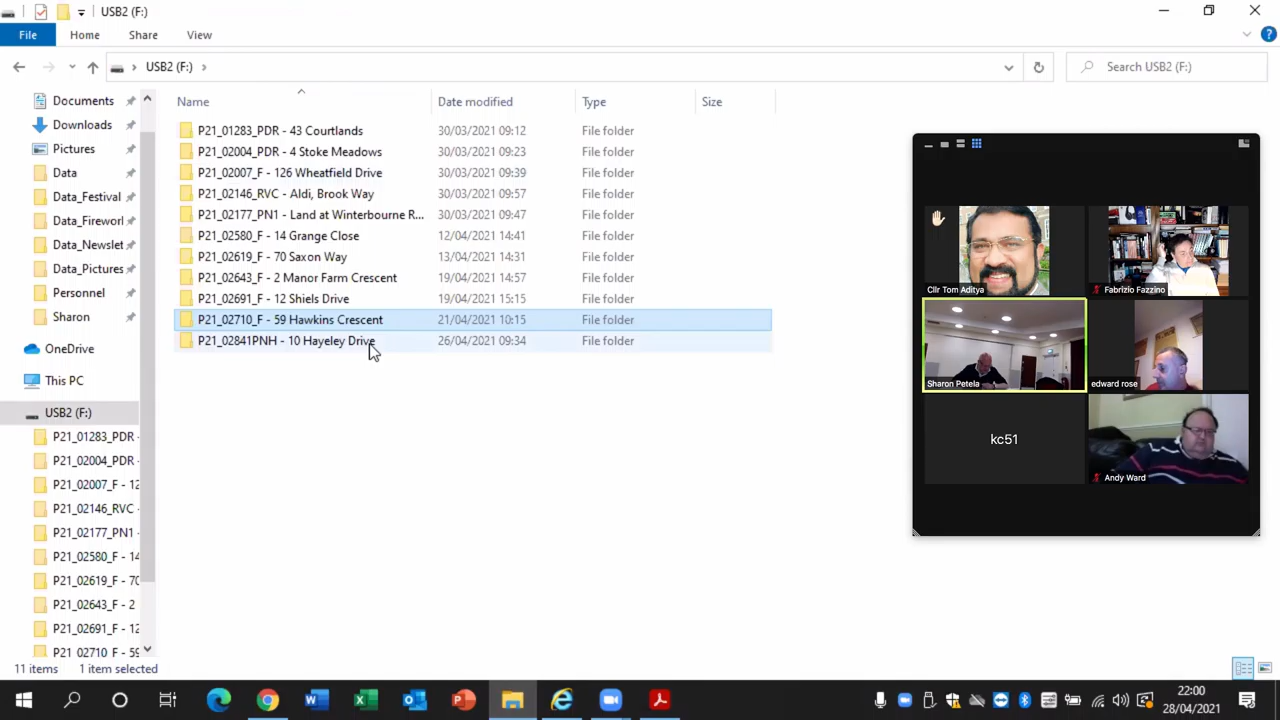 USB2 (F:)
File Home Share View
USB2 (F:)
Search USB2 (F:)
Documents
Downloads
Pictures
Data
Data_Festival
Data_Firewor
Data_Newslet
Data_Pictures
Personnel
Sharon
OneDrive
This PC
USB2 (F:)
P21_01283_PDR -
P21_02004_PDR -
P21_02007_F - 12
P21_02146_RVC -
P21_02177_PN1 -
P21_02580_F - 14
P21_02619_F - 70
P21_02643_F - 2
P21_02691_F - 12
P21_02710_F - 59
Name Date modified Type Size
P21_01283_PDR - 43 Courtlands 30/03/2021 09:12 File folder
P21_02004_PDR - 4 Stoke Meadows 30/03/2021 09:23 File folder
P21_02007_F - 126 Wheatfield Drive 30/03/2021 09:39 File folder
P21_02146_RVC - Aldi, Brook Way 30/03/2021 09:57 File folder
P21_02177_PN1 - Land at Winterbourne R... 30/03/2021 09:47 File folder
P21_02580_F - 14 Grange Close 12/04/2021 14:41 File folder
P21_02619_F - 70 Saxon Way 13/04/2021 14:31 File folder
P21_02643_F - 2 Manor Farm Crescent 19/04/2021 14:57 File folder
P21_02691_F - 12 Shiels Drive 19/04/2021 15:15 File folder
P21_02710_F - 59 Hawkins Crescent 21/04/2021 10:15 File folder
P21_02841PNH - 10 Hayeley Drive 26/04/2021 09:34 File folder
Cllr Tom Aditya
Fabrizio Fazzino
Sharon Petela
edward rose
kc51
Andy Ward
11 items 1 item selected
22:00
28/04/2021